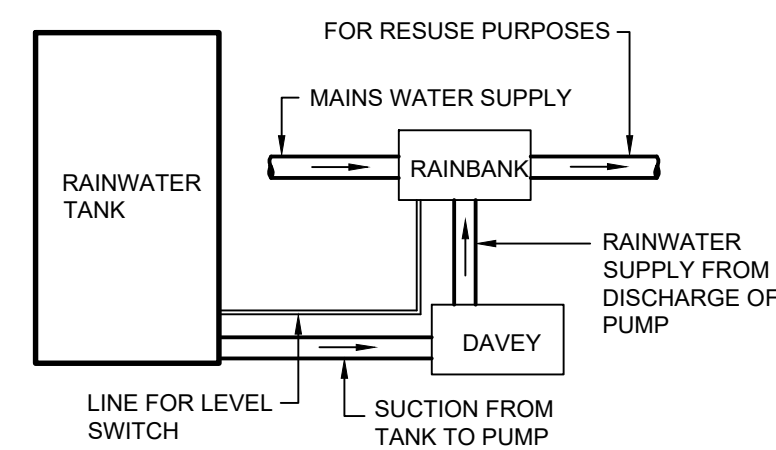 FOR RESUSE PURPOSES
MAINS WATER SUPPLY
RAINBANK
RAINWATER
TANK
RAINWATER
SUPPLY FROM
DISCHARGE OF
PUMP
DAVEY
LINE FOR LEVEL
SWITCH
SUCTION FROM
TANK TO PUMP